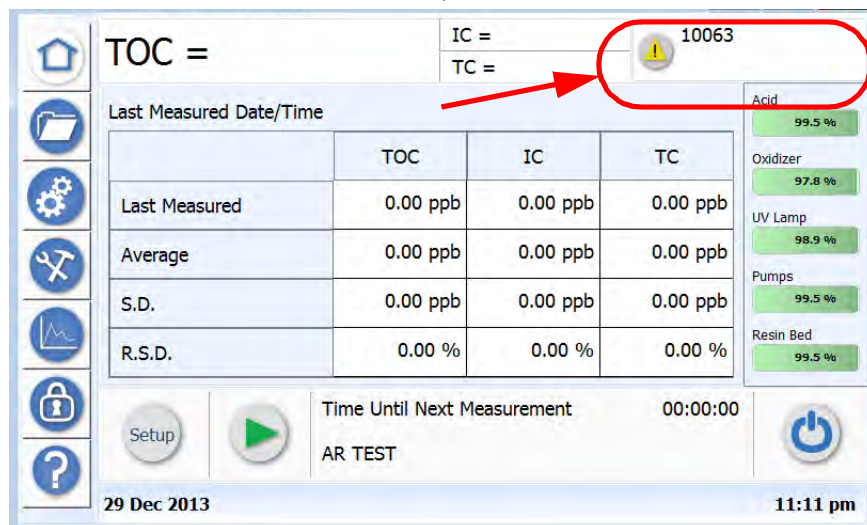 TOC =
IC =
TC =
10063
Last Measured Date/Time
TOC IC TC
Last Measured 0.00 ppb 0.00 ppb 0.00 ppb
Average 0.00 ppb 0.00 ppb 0.00 ppb
S.D. 0.00 ppb 0.00 ppb 0.00 ppb
R.S.D. 0.00 % 0.00 % 0.00 %
Acid
99.5 %
Oxidizer
97.8 %
UV Lamp
98.9 %
Pumps
99.5 %
Resin Bed
99.5 %
Setup
Time Until Next Measurement 00:00:00
AR TEST
?
29 Dec 2013 11:11 pm